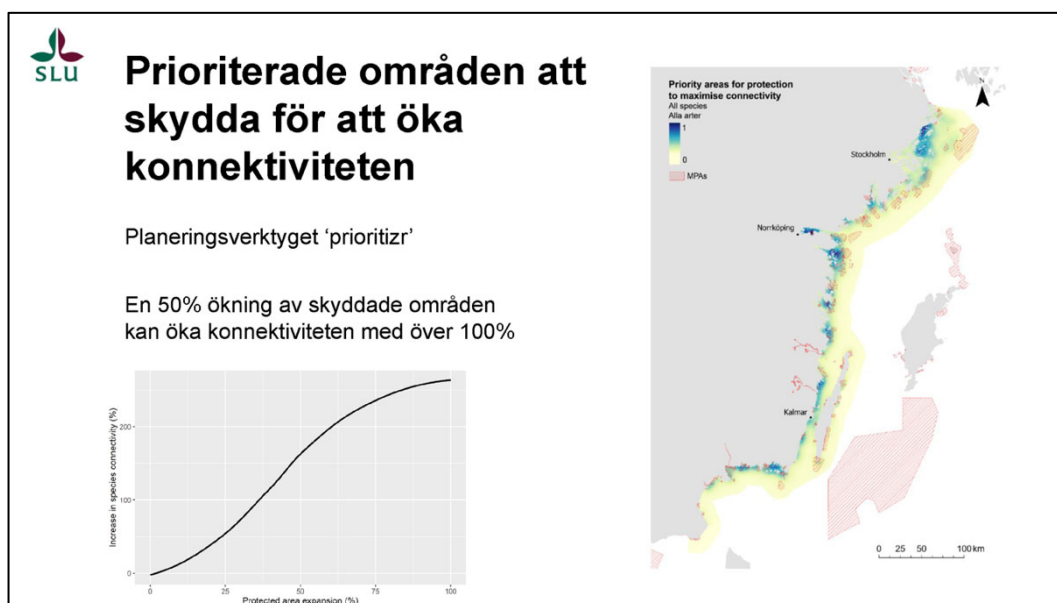 SLU
Prioriterade områden att
skydda för att öka
konnektiviteten
Planeringsverktyget ‘prioritizr’
En 50% ökning av skyddade områden
kan öka konnektiviteten med över 100%
Increase in species connectivity (%)
200
100
0
0
25
50
75
100
Protected area expansion (%)
Priority areas for protection
to maximise connectivity
All species
Alla arter
1
0
MPAs
N
Stockholm
Norrköping
Kalmar
0 25 50 100 km